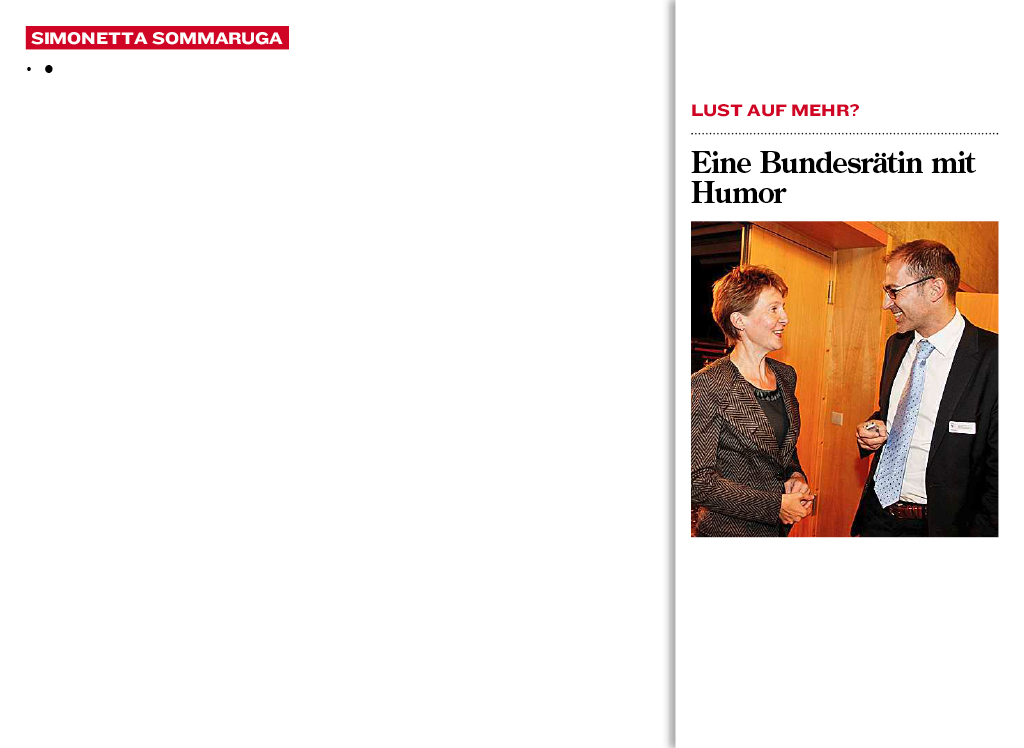 SIMONETTA SOMMARUGA
LUST AUF MEHR?
Eine Bundesrätin mit
Humor